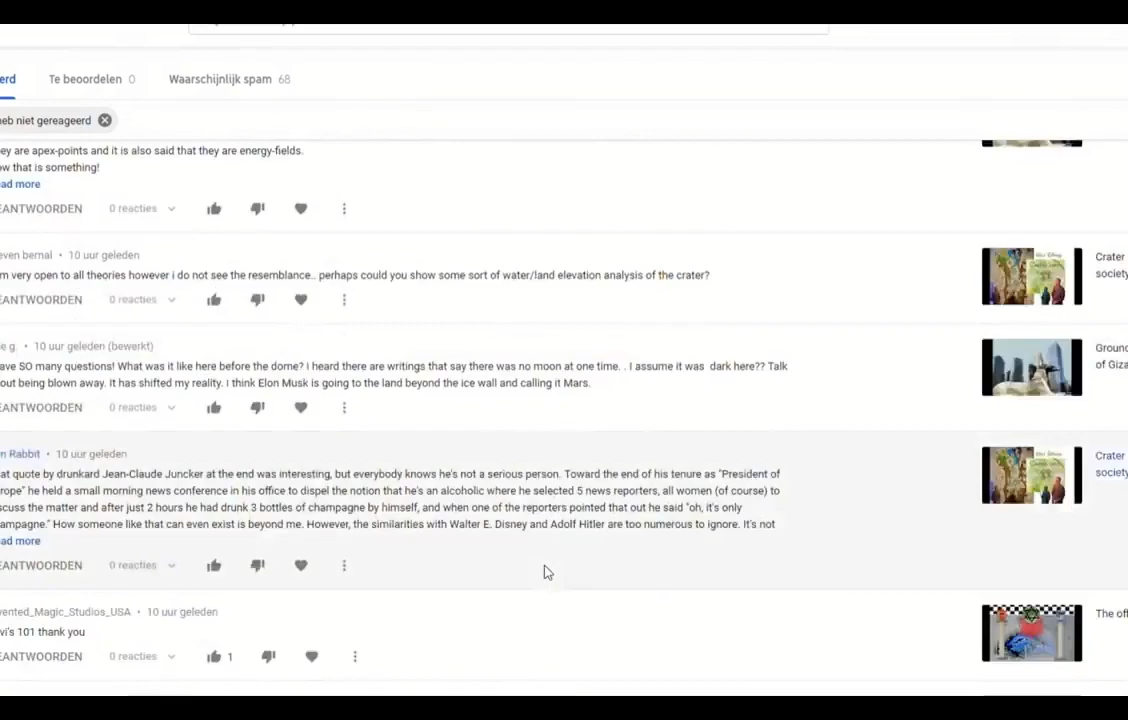 erd Te beoordelen 0 Waarschijnlijk spam 68
eb niet gereageerd
ey are apex-points and it is also said that they are energy-fields.
ow that is something!
ad more
EANTWOORDEN 0 reacties
even bernal • 10 uur geleden
m very open to all theories however i do not see the resemblance.. perhaps could you show some sort of water/land elevation analysis of the crater?
Crater
society
EANTWOORDEN 0 reacties
e g. • 10 uur geleden (bewerkt)
ave SO many questions! What was it like here before the dome? I heard there are writings that say there was no moon at one time. . I assume it was dark here?? Talk
out being blown away. It has shifted my reality. I think Elon Musk is going to the land beyond the ice wall and calling it Mars.
Ground
of Giza
EANTWOORDEN 0 reacties
n Rabbit • 10 uur geleden
at quote by drunkard Jean-Claude Juncker at the end was interesting, but everybody knows he's not a serious person. Toward the end of his tenure as "President of
rope" he held a small morning news conference in his office to dispel the notion that he's an alcoholic where he selected 5 news reporters, all women (of course) to
scuss the matter and after just 2 hours he had drunk 3 bottles of champagne by himself, and when one of the reporters pointed that out he said "oh, it's only
ampagne." How someone like that can even exist is beyond me. However, the similarities with Walter E. Disney and Adolf Hitler are too numerous to ignore. It's not
ad more
Crater
society
EANTWOORDEN 0 reacties
vented_Magic_Studios_USA • 10 uur geleden
vi's 101 thank you
The off
EANTWOORDEN 0 reacties 1